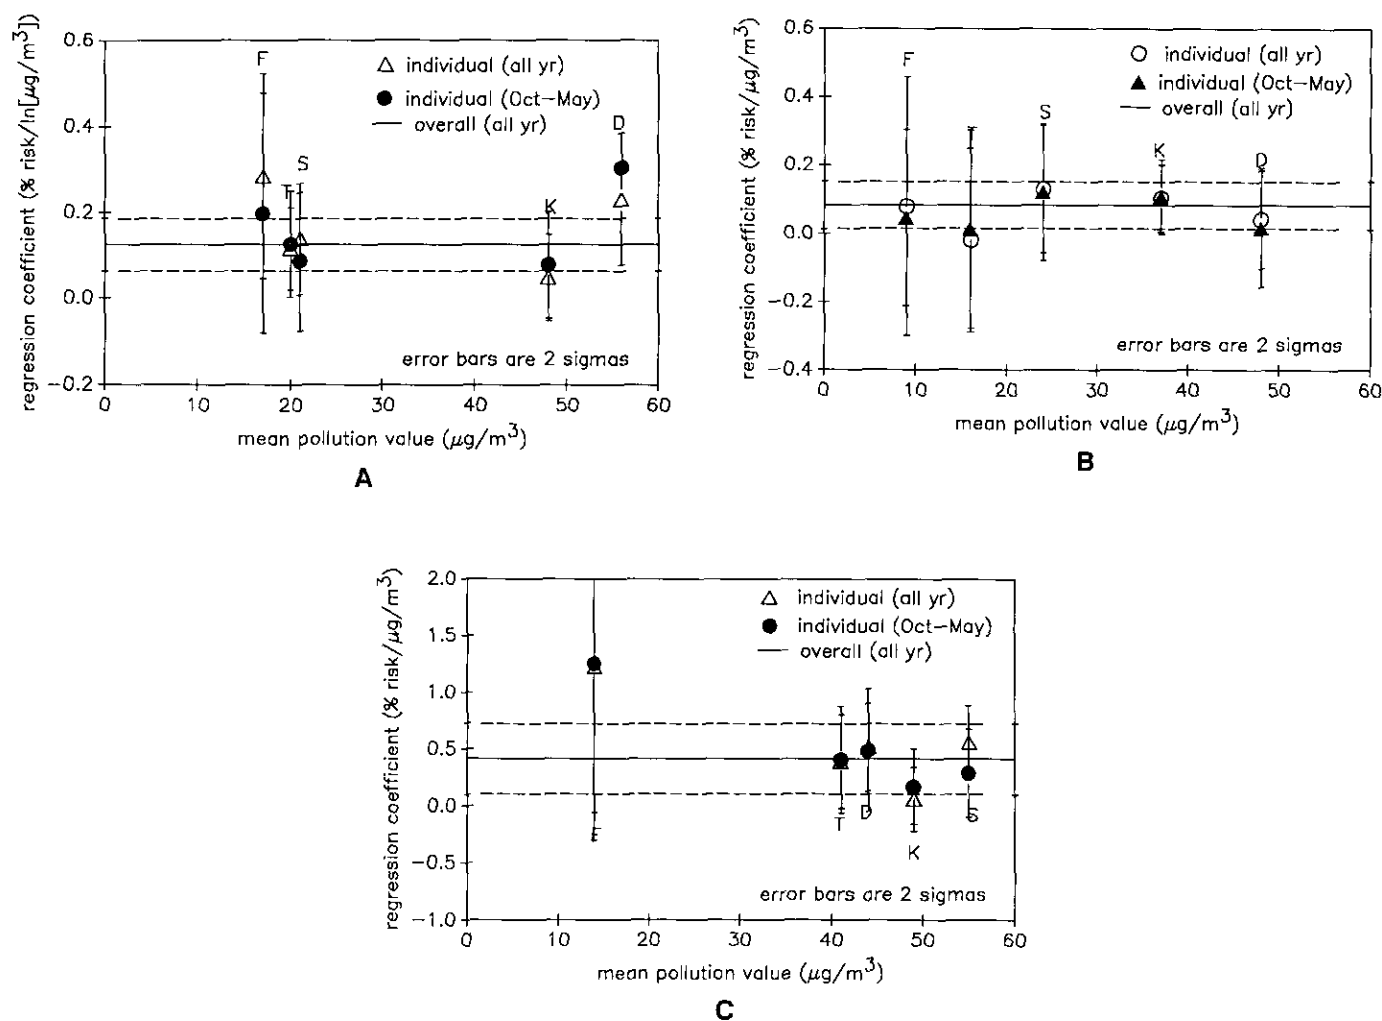 regression coefficient (% risk/ln[μg/m³])
0.6
0.4
0.2
0.0
−0.2
F
T
S
K
D
△ individual (all yr)
● individual (Oct−May)
— overall (all yr)
error bars are 2 sigmas
0 10 20 30 40 50 60
mean pollution value (μg/m³)
A
regression coefficient (% risk/μg/m³)
0.6
0.4
0.2
0.0
−0.2
−0.4
F
T
S
K
D
○ individual (all yr)
▲ individual (Oct−May)
— overall (all yr)
error bars are 2 sigmas
0 10 20 30 40 50 60
mean pollution value (μg/m³)
B
regression coefficient (% risk/μg/m³)
2.0
1.5
1.0
0.5
0.0
−0.5
−1.0
△ individual (all yr)
● individual (Oct−May)
— overall (all yr)
F
T
D
K
S
error bars are 2 sigmas
0 10 20 30 40 50 60
mean pollution value (μg/m³)
C